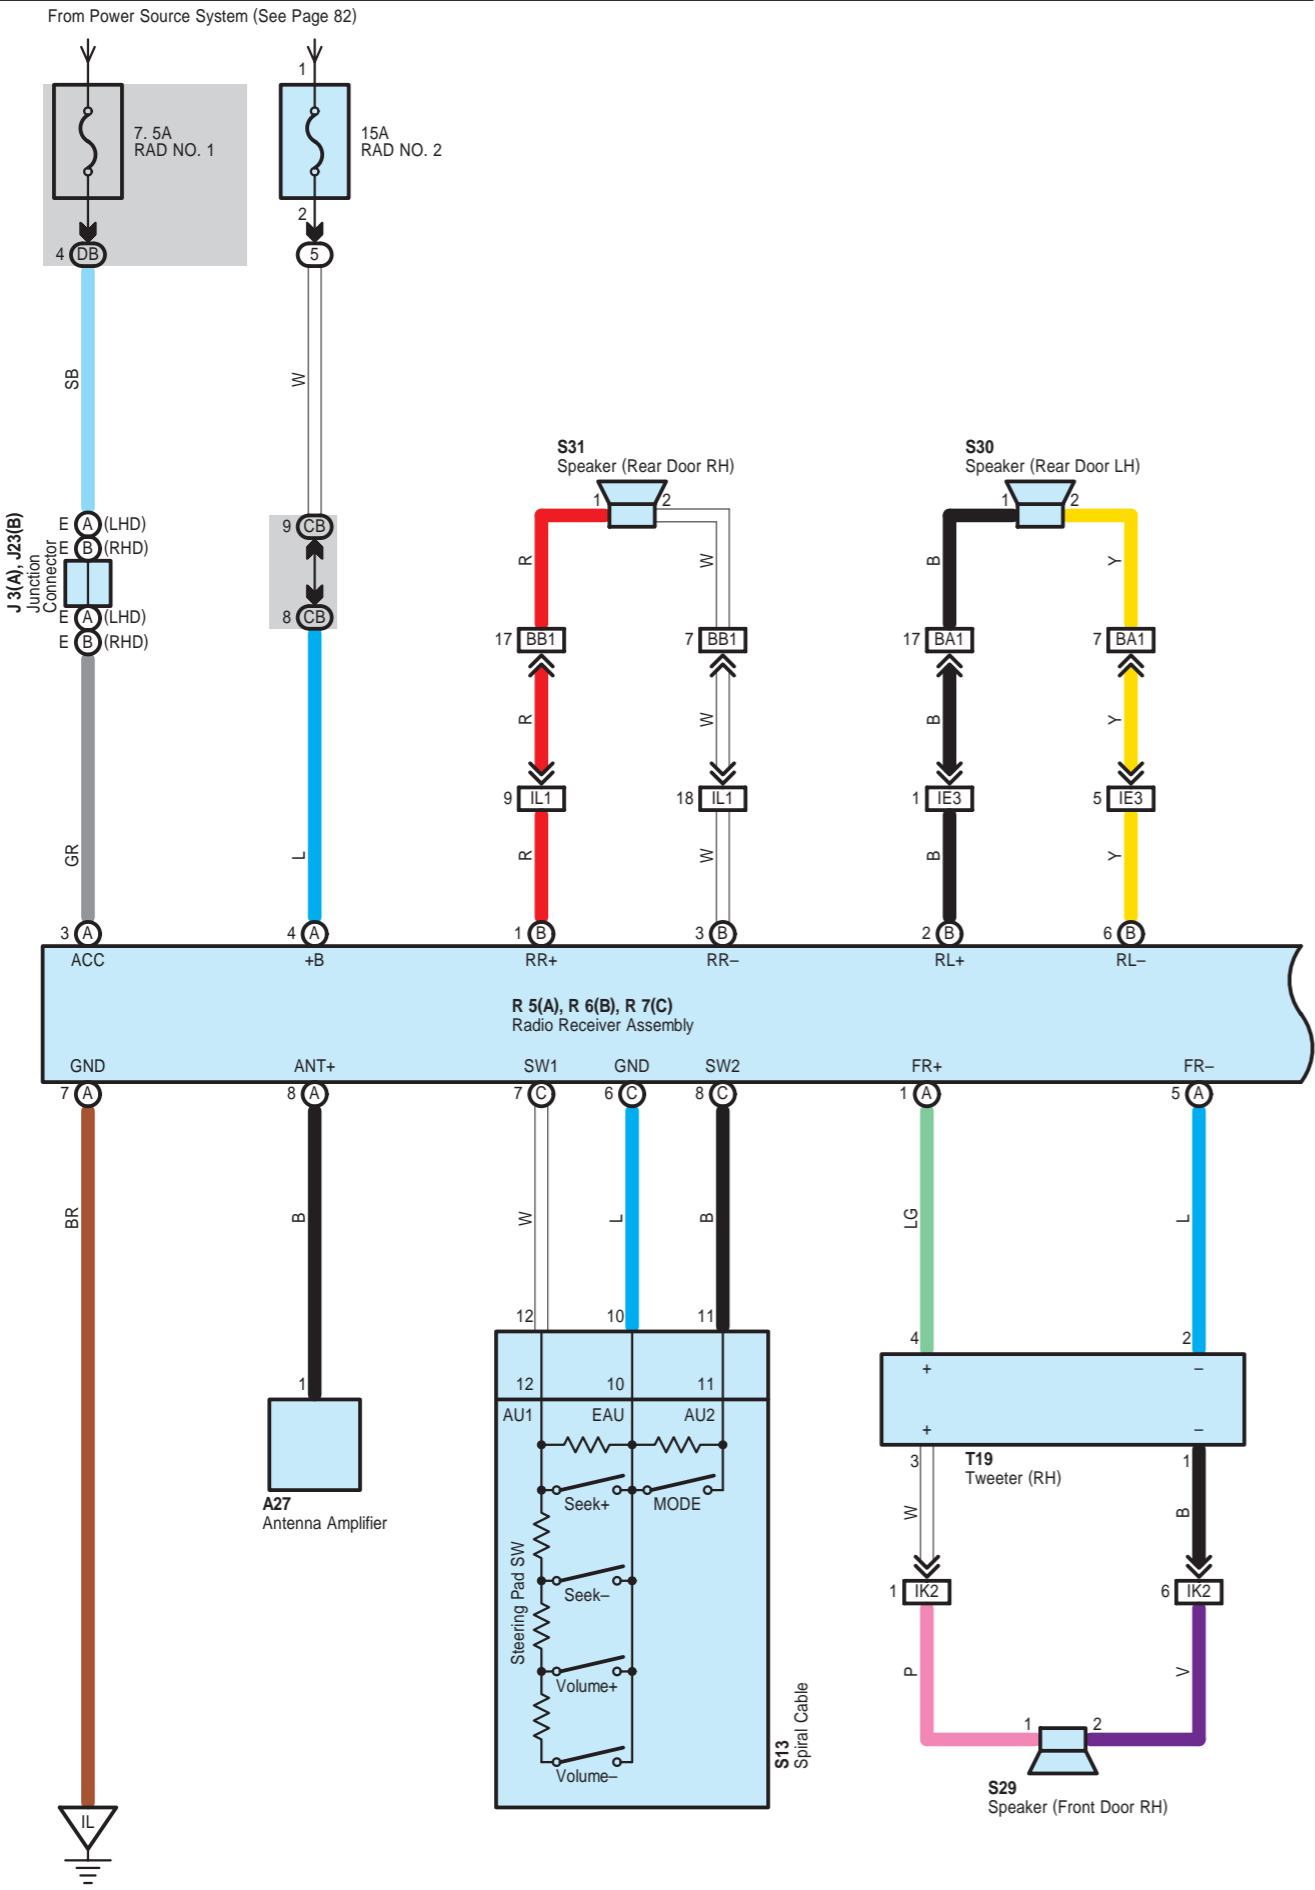 From Power Source System (See Page 82)
1
7. 5A
RAD NO. 1
15A
RAD NO. 2
2
4 DB
5
SB
W
S31
Speaker (Rear Door RH)
1 2
S30
Speaker (Rear Door LH)
1 2
J 3(A), J23(B)
Junction
Connector
E A (LHD)
E B (RHD)
E A (LHD)
E B (RHD)
9 CB
8 CB
R W B Y
17 BB1
7 BB1
17 BA1
7 BA1
R W B Y
9 IL1
18 IL1
1 IE3
5 IE3
GR L R W B Y
3 A
4 A
1 B
3 B
2 B
6 B
ACC +B RR+ RR– RL+ RL–
R 5(A), R 6(B), R 7(C)
Radio Receiver Assembly
GND ANT+ SW1 GND SW2 FR+ FR–
7 A
8 A
7 C
6 C
8 C
1 A
5 A
BR B W L B LG L
12 10 11
4 2
1
12 10 11
+ –
AU1 EAU AU2
+ –
3 1
T19
Tweeter (RH)
A27
Antenna Amplifier
Seek+
MODE
Steering Pad SW
Seek–
Volume+
Volume–
S13
Spiral Cable
W B
1 IK2
6 IK2
P V
1 2
S29
Speaker (Front Door RH)
IL